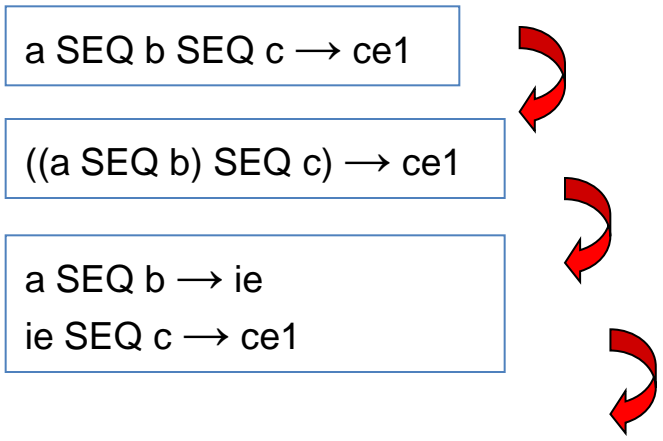 a SEQ b SEQ c → ce1
((a SEQ b) SEQ c) → ce1
a SEQ b → ie
ie SEQ c → ce1